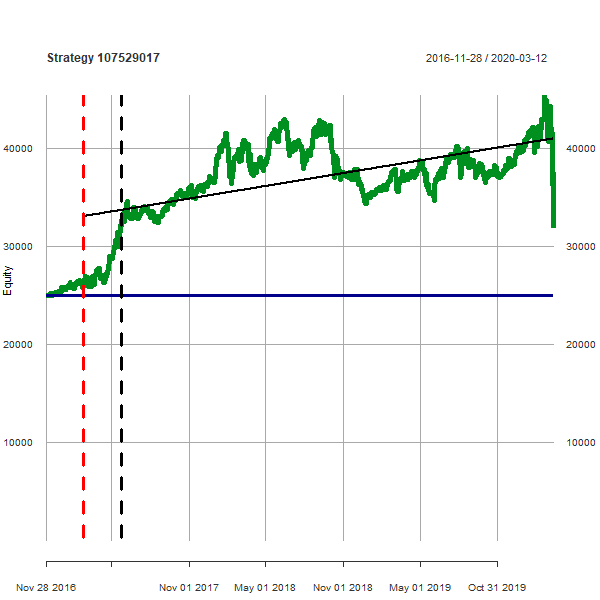 Strategy 107529017
2016-11-28 / 2020-03-12
40000
40000
30000
30000
Equity
20000
20000
10000
10000
Nov 28 2016
Nov 01 2017
May 01 2018
Nov 01 2018
May 01 2019
Oct 31 2019